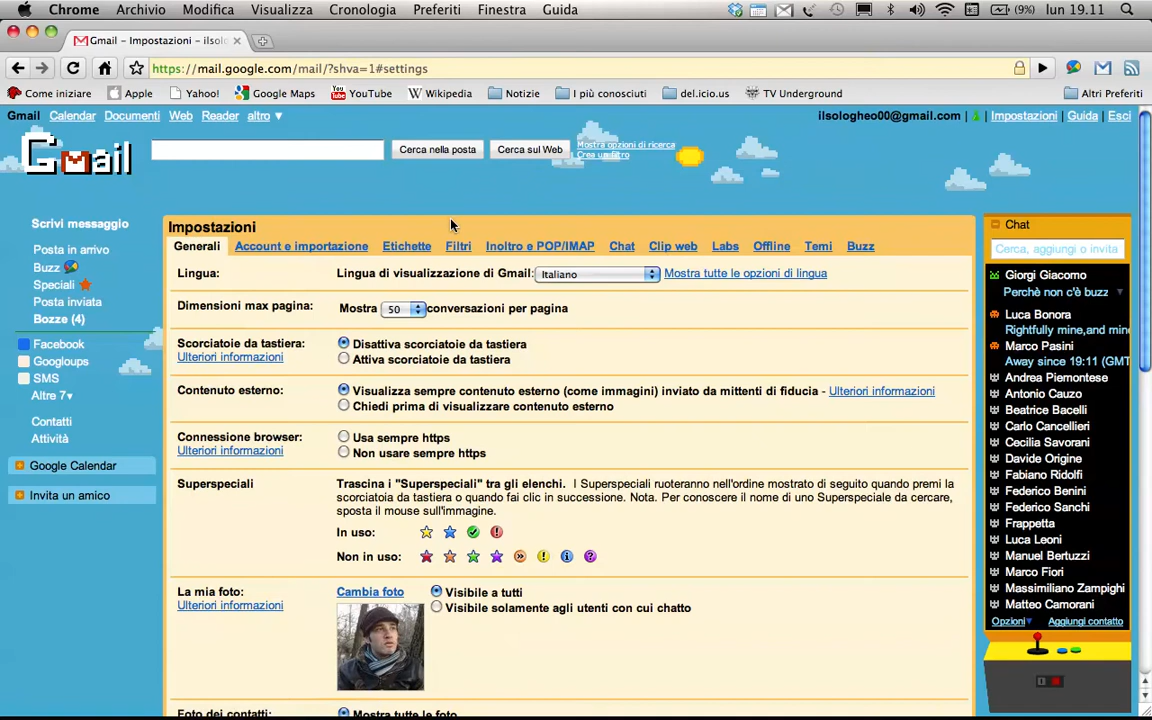 Chrome Archivio Modifica Visualizza Cronologia Preferiti Finestra Guida (9%) lun 19.11
Gmail – Impostazioni – ilsolo
https://mail.google.com/mail/?shva=1#settings
Come iniziare Apple Yahoo! Google Maps YouTube Wikipedia Notizie I più conosciuti del.icio.us TV Underground Altri Preferiti
Gmail Calendar Documenti Web Reader altro ▼ ilsologheo00@gmail.com | | Impostazioni | Guida | Esci
Gmail
Cerca nella posta
Cerca sul Web
Mostra opzioni di ricerca
Crea un filtro
Scrivi messaggio
Posta in arrivo
Buzz
Speciali
Posta inviata
Bozze (4)
Facebook
Googloups
SMS
Altre 7▼
Contatti
Attività
Google Calendar
Invita un amico
Impostazioni
Generali Account e importazione Etichette Filtri Inoltro e POP/IMAP Chat Clip web Labs Offline Temi Buzz
Lingua: Lingua di visualizzazione di Gmail: Italiano Mostra tutte le opzioni di lingua
Dimensioni max pagina: Mostra 50 conversazioni per pagina
Scorciatoie da tastiera: Disattiva scorciatoie da tastiera
Ulteriori informazioni Attiva scorciatoie da tastiera
Contenuto esterno: Visualizza sempre contenuto esterno (come immagini) inviato da mittenti di fiducia - Ulteriori informazioni
Chiedi prima di visualizzare contenuto esterno
Connessione browser: Usa sempre https
Ulteriori informazioni Non usare sempre https
Superspeciali Trascina i "Superspeciali" tra gli elenchi. I Superspeciali ruoteranno nell'ordine mostrato di seguito quando premi la
scorciatoia da tastiera o quando fai clic in successione. Nota. Per conoscere il nome di uno Superspeciale da cercare,
sposta il mouse sull'immagine.
In uso:
Non in uso:
La mia foto: Cambia foto Visibile a tutti
Ulteriori informazioni Visibile solamente agli utenti con cui chatto
Foto dei contatti: Mostra tutte le foto
Chat
Cerca, aggiungi o invita
Giorgi Giacomo
Perchè non c'è buzz
Luca Bonora
Rightfully mine,and mine
Marco Pasini
Away since 19:11 (GMT
Andrea Piemontese
Antonio Cauzo
Beatrice Bacelli
Carlo Cancellieri
Cecilia Savorani
Davide Origine
Fabiano Ridolfi
Federico Benini
Federico Sanchi
Frappetta
Luca Leoni
Manuel Bertuzzi
Marco Fiori
Massimiliano Zampighi
Matteo Camorani
Opzioni▼ Aggiungi contatto